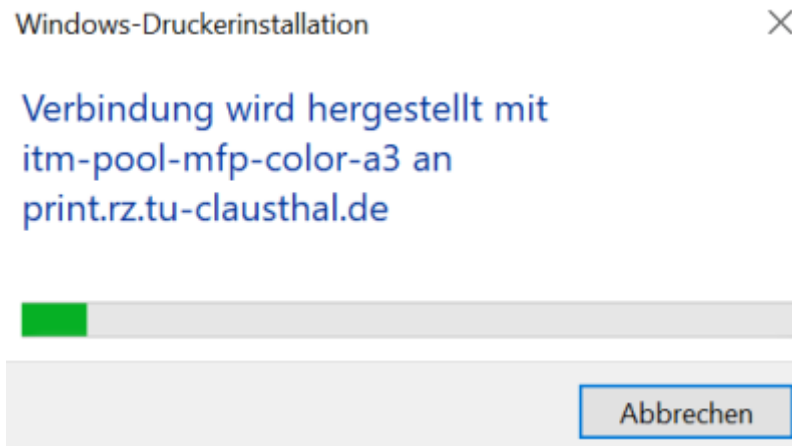 Windows-Druckerinstallation
Verbindung wird hergestellt mit
itm-pool-mfp-color-a3 an
print.rz.tu-clausthal.de
Abbrechen